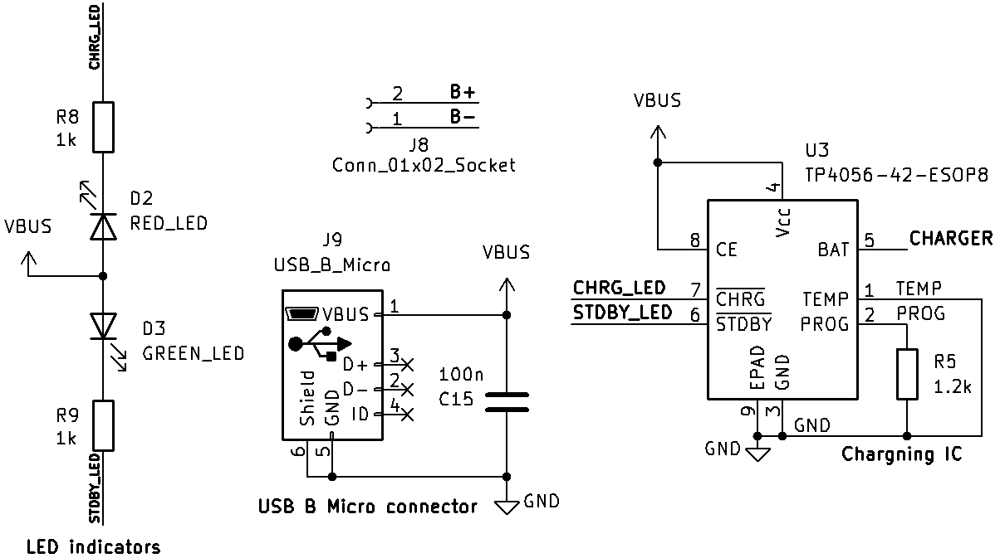 CHRG_LED
R8
1k
D2
RED_LED
VBUS
D3
GREEN_LED
R9
1k
STDBY_LED
LED indicators
2 B+
1 B-
J8
Conn_01x02_Socket
J9
USB_B_Micro
VBUS
VBUS 1
D+ 3
D- 2
ID 4
Shield
GND
6
5
100n
C15
GND
USB B Micro connector
VBUS
U3
TP4056-42-ESOP8
4
Vcc
8 CE
BAT 5 CHARGER
CHRG_LED 7 CHRG
TEMP 1 TEMP
STDBY_LED 6 STDBY
PROG 2 PROG
EPAD
GND
R5
1.2k
9
3
GND
GND
Chargning IC